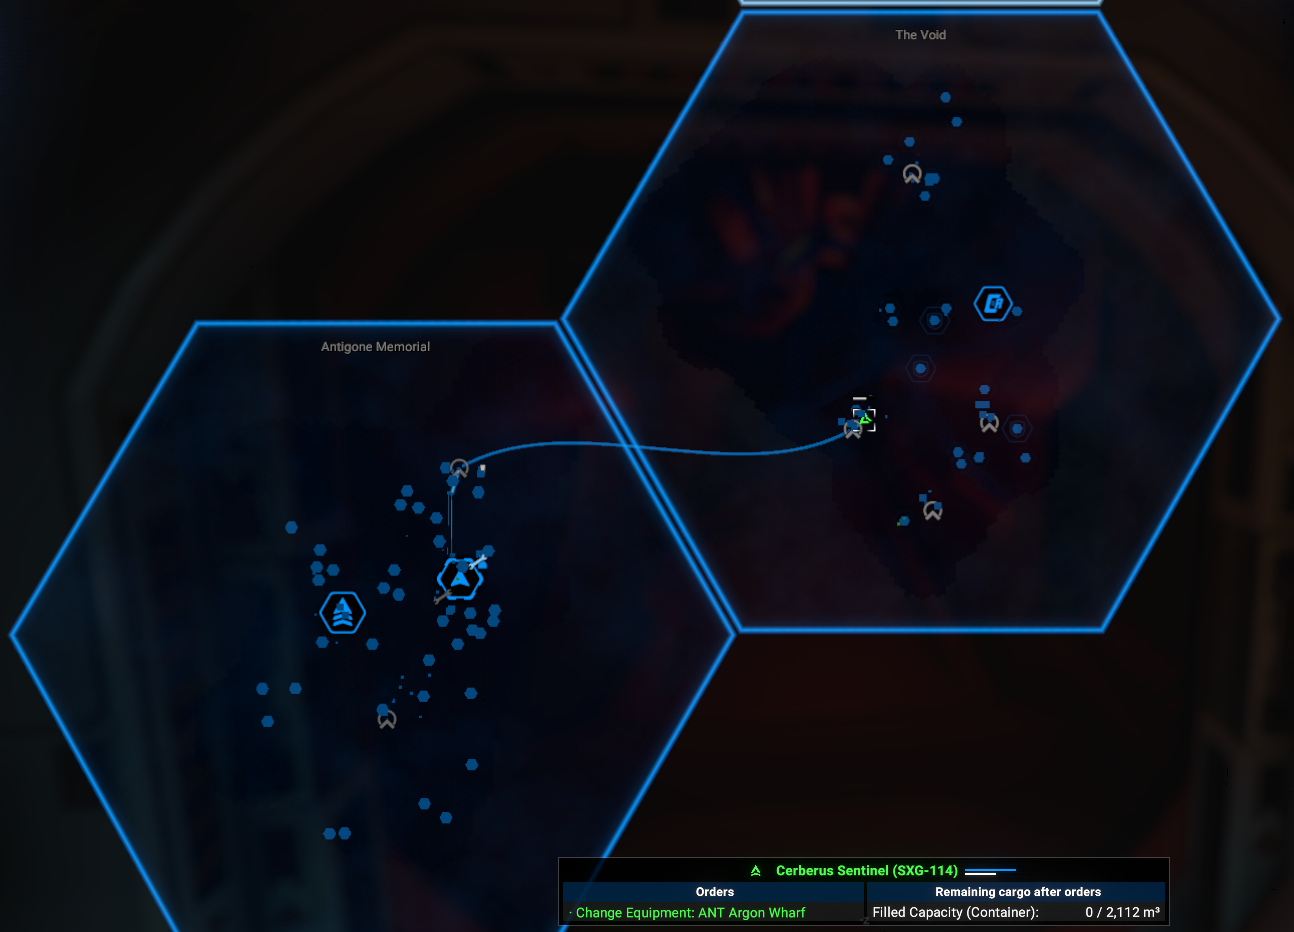 The Void
Antigone Memorial
Cerberus Sentinel (SXG-114)
Orders
Remaining cargo after orders
· Change Equipment: ANT Argon Wharf
Filled Capacity (Container): 0 / 2,112 m³